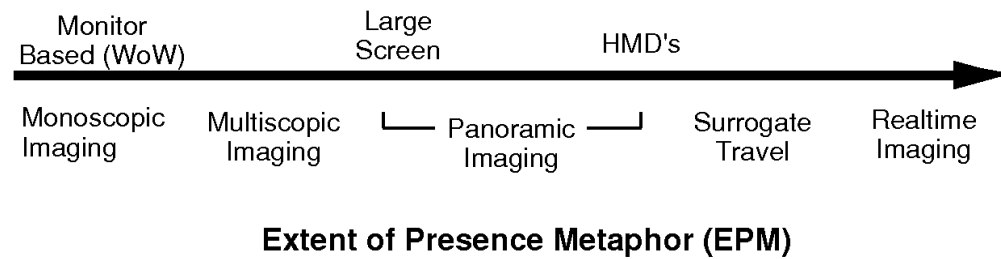 Monitor
Based (WoW)
Large
Screen
HMD's
Monoscopic
Imaging
Multiscopic
Imaging
Panoramic
Imaging
Surrogate
Travel
Realtime
Imaging
Extent of Presence Metaphor (EPM)